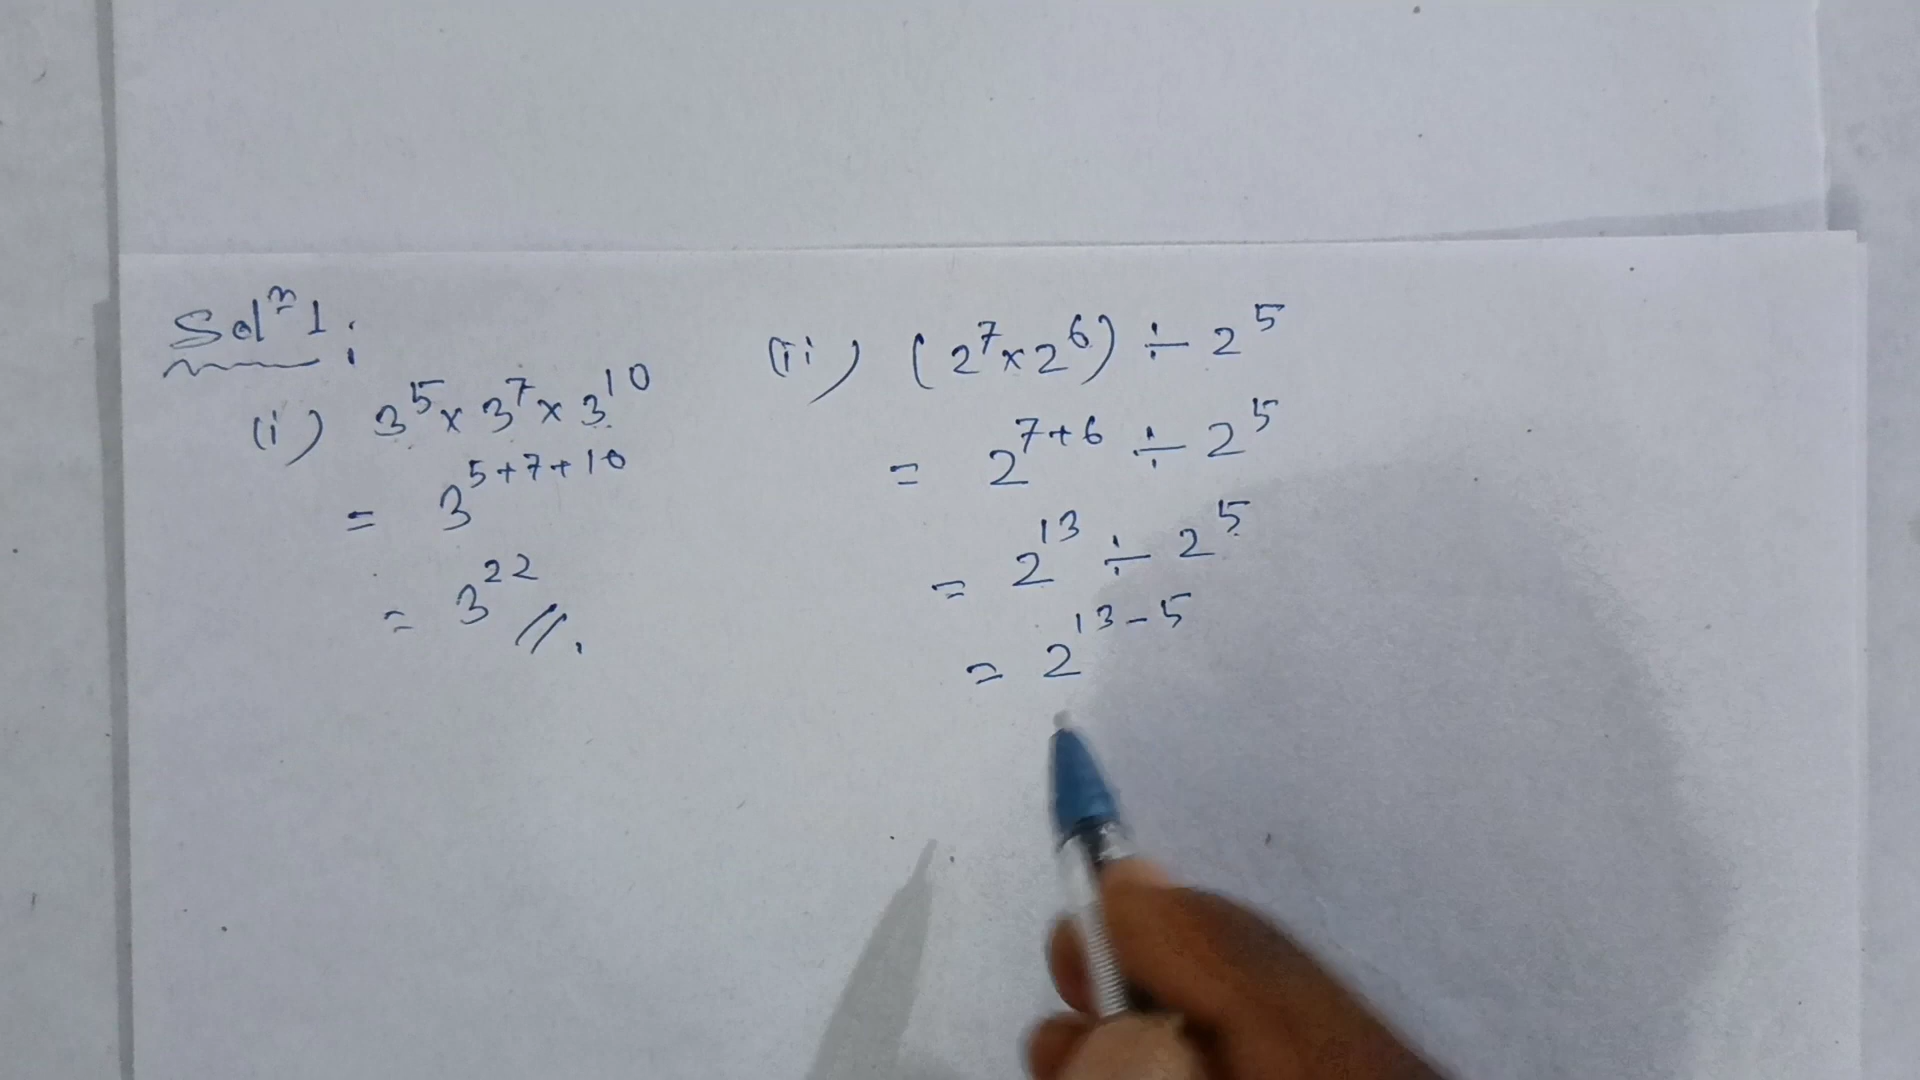 Solⁿ 1:
(i) 3⁵ × 3⁷ × 3¹⁰
= 3⁵⁺⁷⁺¹⁰
= 3²² //.
(ii) (2⁷ × 2⁶) ÷ 2⁵
= 2⁷⁺⁶ ÷ 2⁵
= 2¹³ ÷ 2⁵
= 2¹³⁻⁵